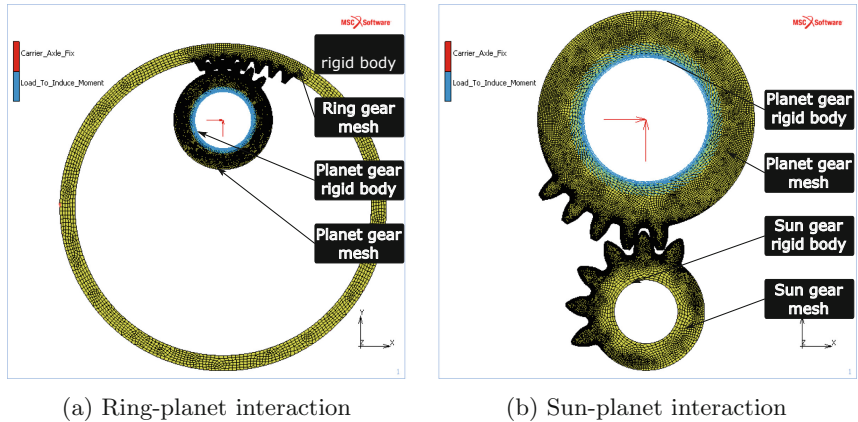 MSC Software
Carrier_Axle_Fix
Load_To_Induce_Moment
rigid body
Ring gear
mesh
Planet gear
rigid body
Planet gear
mesh
Y
Z
X
1
(a) Ring-planet interaction
MSC Software
Carrier_Axle_Fix
Load_To_Induce_Moment
Planet gear
rigid body
Planet gear
mesh
Sun gear
rigid body
Sun gear
mesh
Z
X
1
(b) Sun-planet interaction